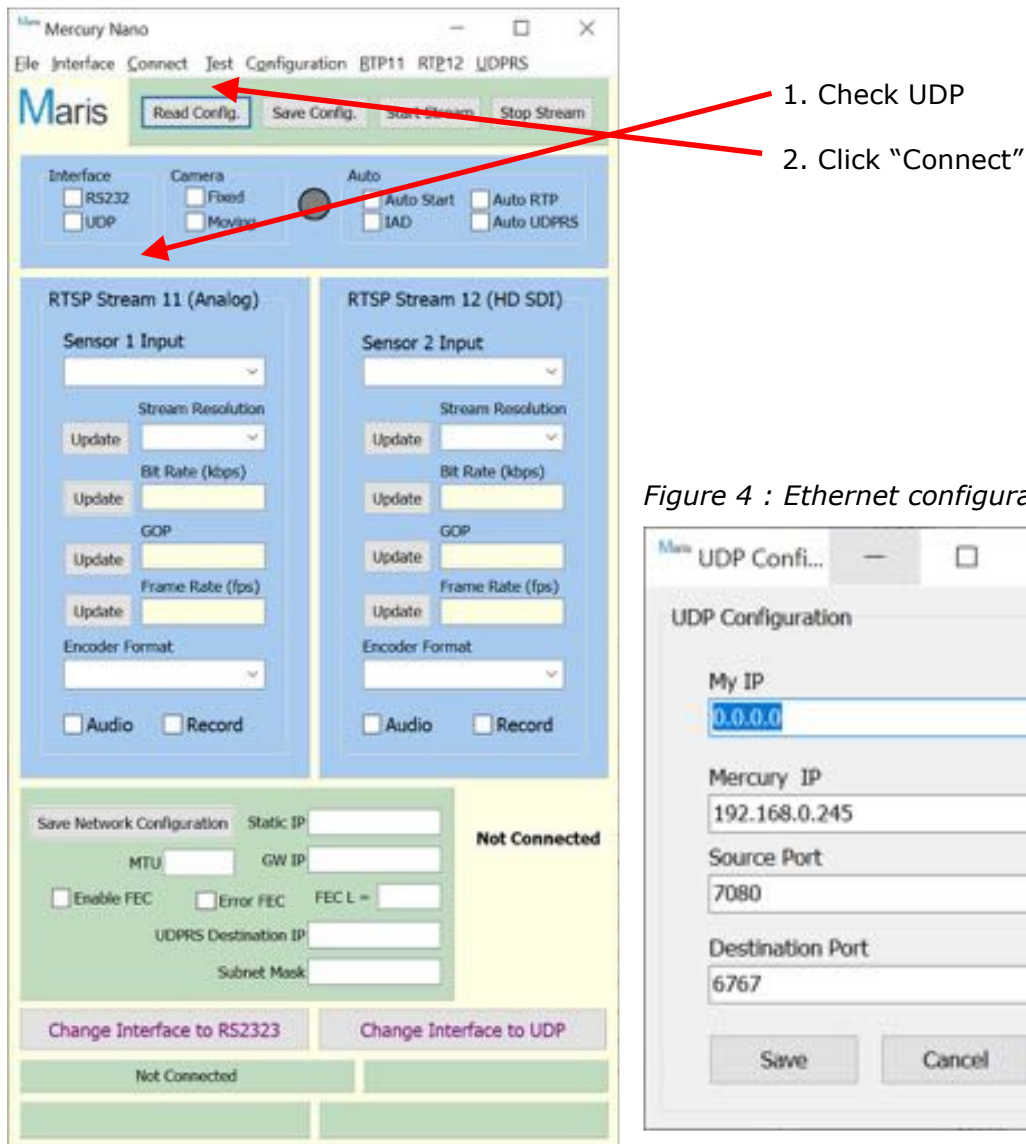 Maris Mercury Nano
File Interface Connect Test Configuration RTP11 RTP12 UDPRS
Maris
Read Config. Save Config. Start Stream Stop Stream
1. Check UDP
2. Click “Connect”
Interface Camera Auto
RS232 Fixed Auto Start Auto RTP
UDP Moving IAD Auto UDPRS
RTSP Stream 11 (Analog)
Sensor 1 Input
Stream Resolution
Update
Bit Rate (kbps)
Update
GOP
Update
Frame Rate (fps)
Update
Encoder Format
Audio Record
RTSP Stream 12 (HD SDI)
Sensor 2 Input
Stream Resolution
Update
Bit Rate (kbps)
Update
GOP
Update
Frame Rate (fps)
Update
Encoder Format
Audio Record
Save Network Configuration Static IP
MTU GW IP
Enable FEC Error FEC FEC L =
UDPRS Destination IP
Subnet Mask
Not Connected
Change Interface to RS2323 Change Interface to UDP
Not Connected
Figure 4 : Ethernet configura
Maris UDP Confi...
UDP Configuration
My IP
0.0.0.0
Mercury IP
192.168.0.245
Source Port
7080
Destination Port
6767
Save Cancel